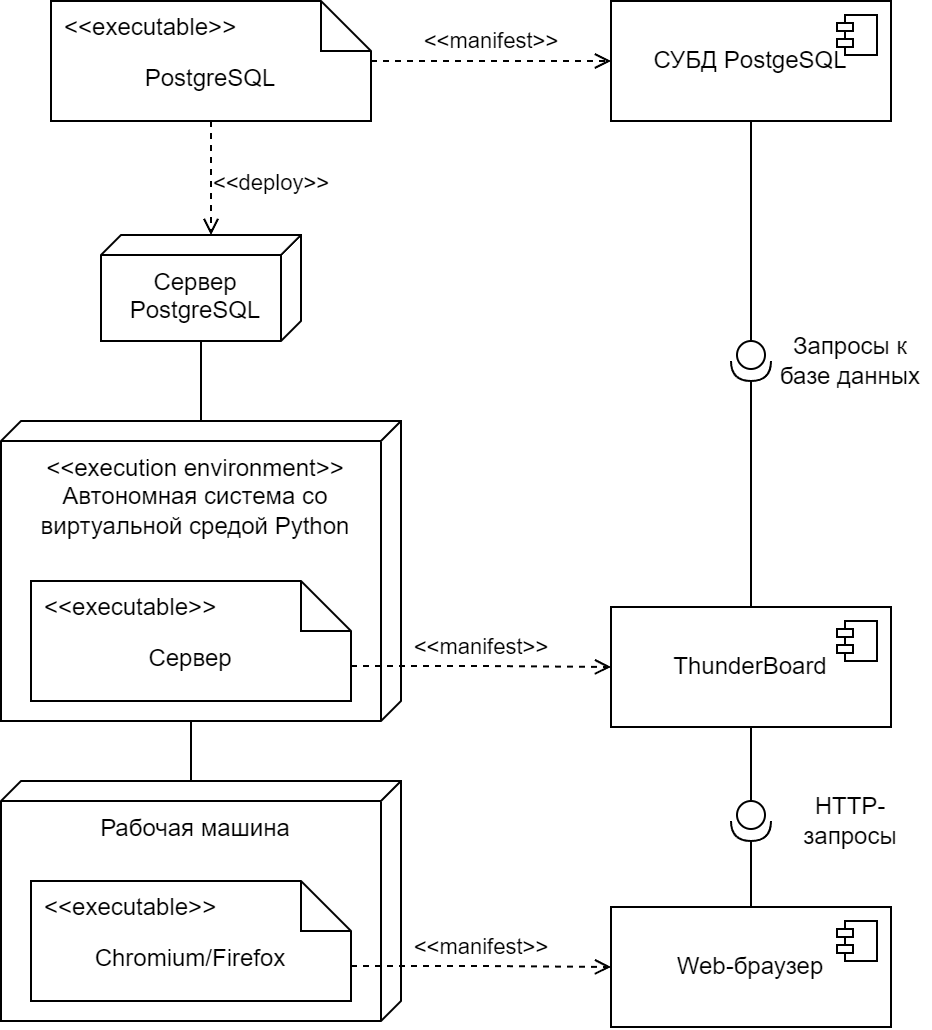 <<executable>>
PostgreSQL
<<manifest>>
СУБД PostgeSQL
<<deploy>>
Сервер
PostgreSQL
Запросы к
базе данных
<<execution environment>>
Автономная система со
виртуальной средой Python
<<executable>>
Сервер
<<manifest>>
ThunderBoard
Рабочая машина
HTTP-
запросы
<<executable>>
Chromium/Firefox
<<manifest>>
Web-браузер